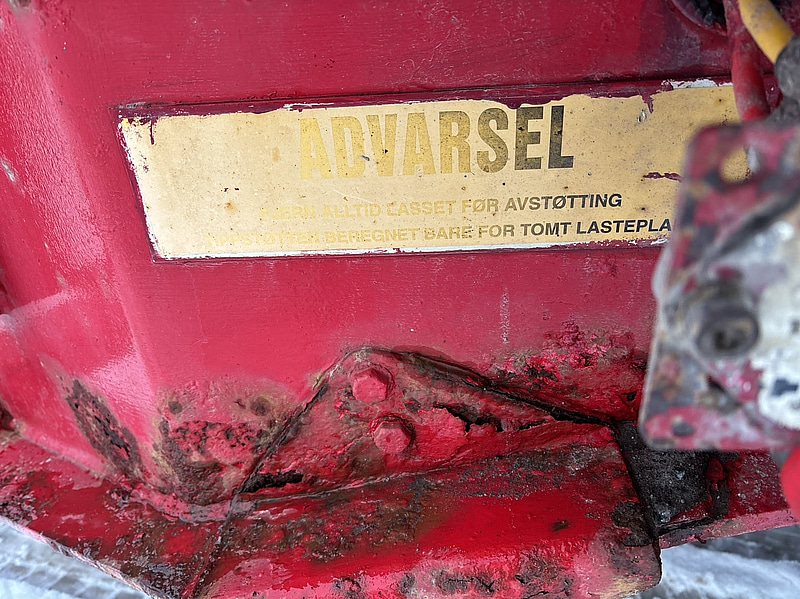 ADVARSEL
ALLTID LASSET FØR AVSTØTTING
BEREGNET BARE FOR TOMT LASTEPLA